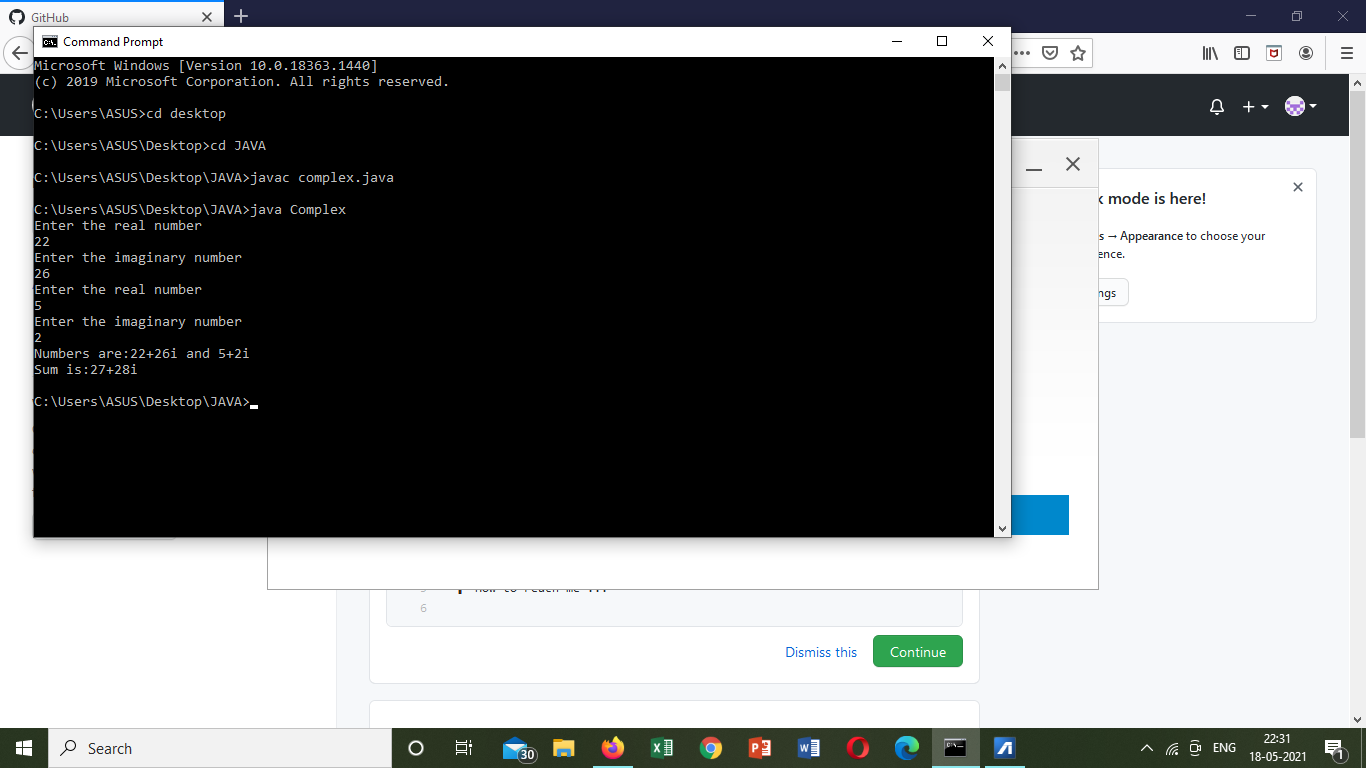 GitHub
Command Prompt
Microsoft Windows [Version 10.0.18363.1440]
(c) 2019 Microsoft Corporation. All rights reserved.
C:\Users\ASUS>cd desktop
C:\Users\ASUS\Desktop>cd JAVA
C:\Users\ASUS\Desktop\JAVA>javac complex.java
C:\Users\ASUS\Desktop\JAVA>java Complex
Enter the real number
22
Enter the imaginary number
26
Enter the real number
5
Enter the imaginary number
2
Numbers are:22+26i and 5+2i
Sum is:27+28i
C:\Users\ASUS\Desktop\JAVA>
k mode is here!
s → Appearance to choose your
ence.
ngs
6
Dismiss this
Continue
Search
30
ENG
22:31
18-05-2021
1